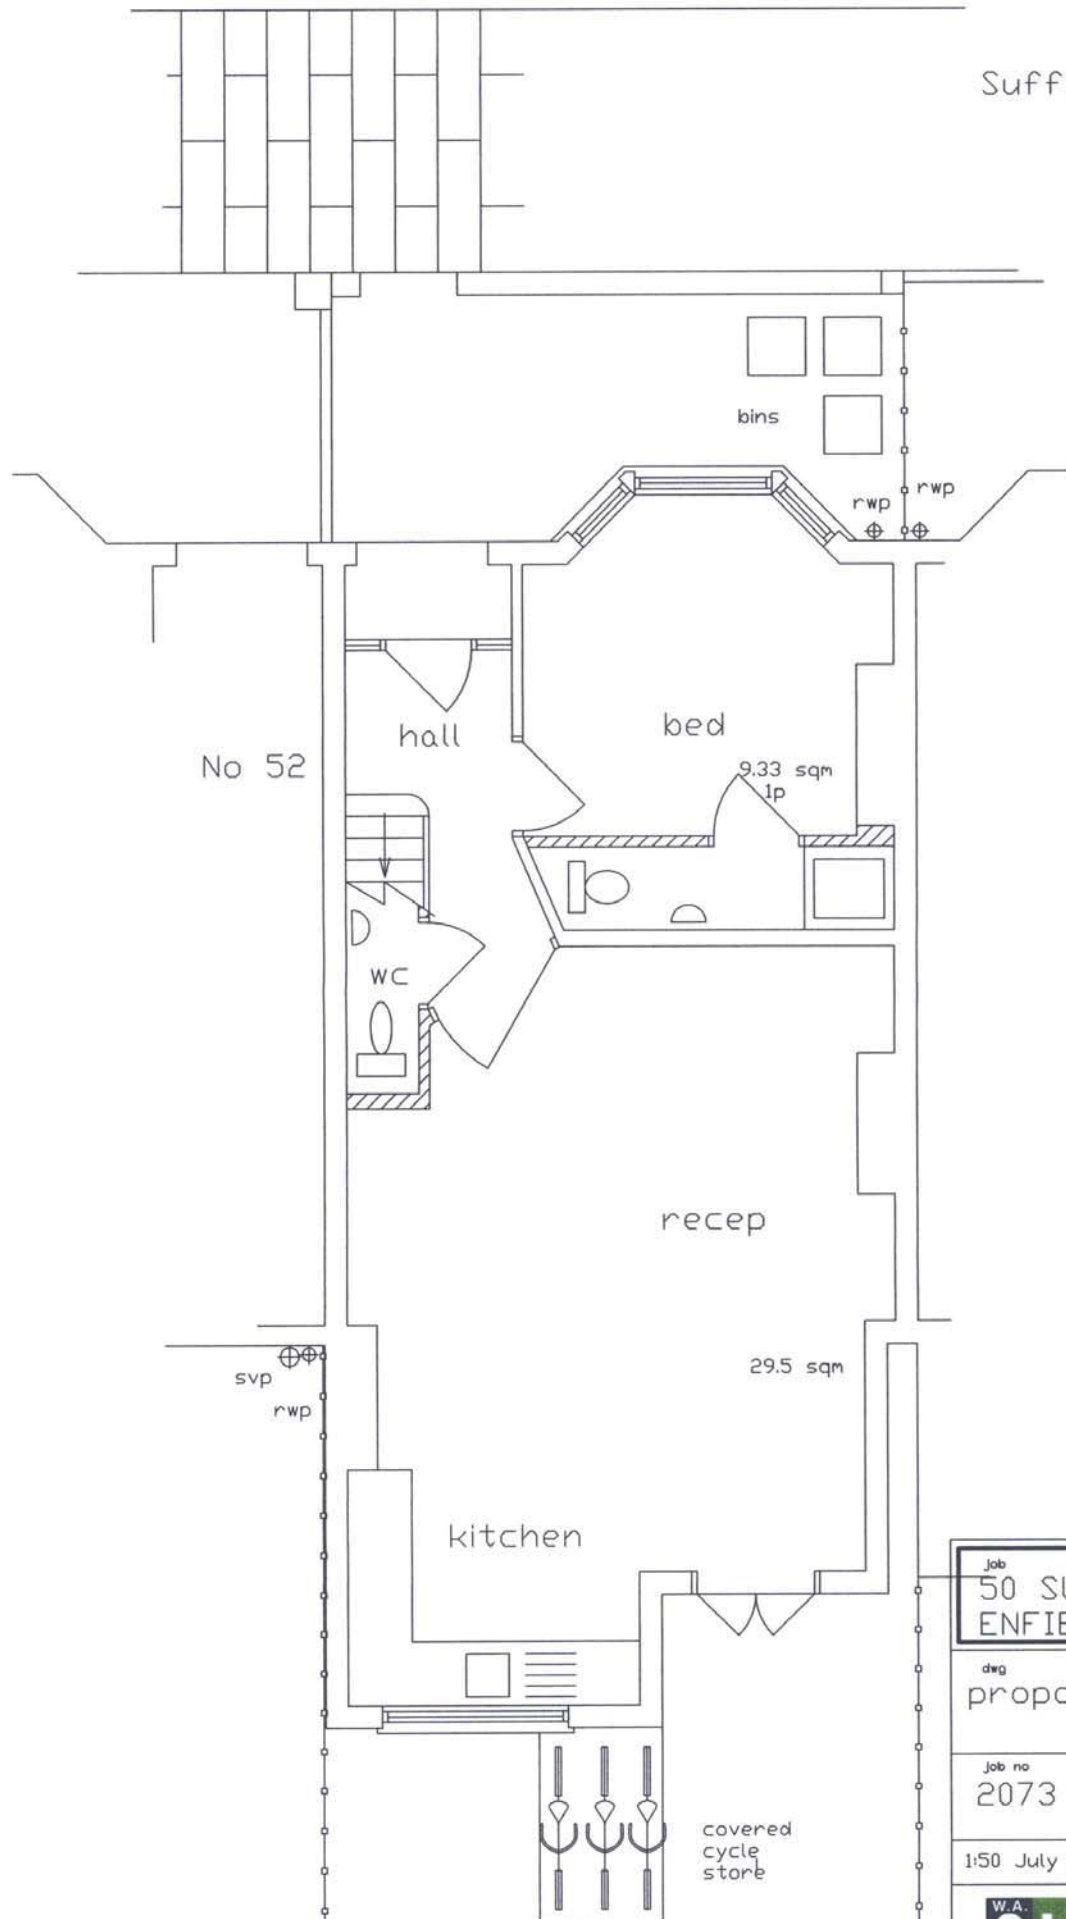 Suff
bins
rwp
rwp
hall
bed
9.33 sqm
1p
No 52
WC
recep
29.5 sqm
svp
rwp
kitchen
covered
cycle
store
job
50 SU
ENFIE
dwg
propo
job no
2073
1:50 July
W.A.